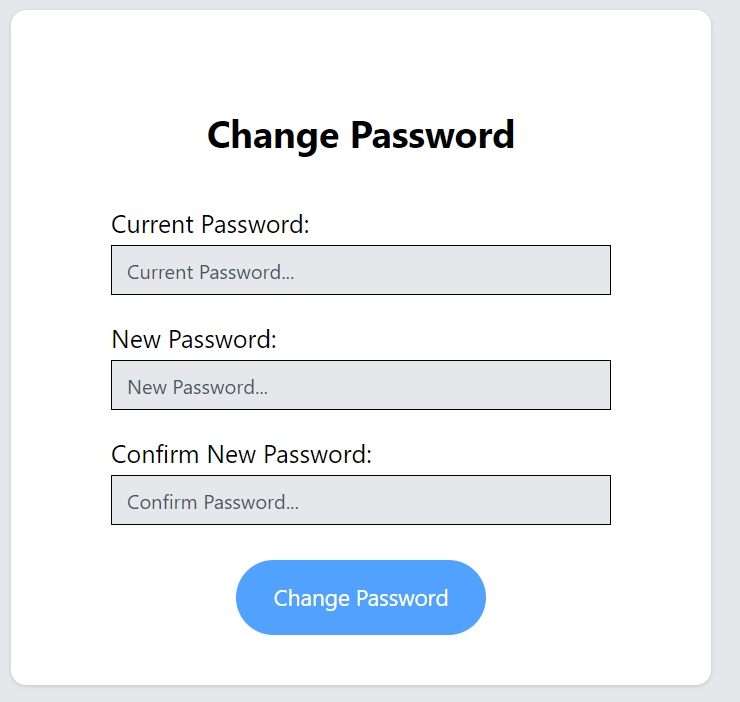 Change Password
Current Password:
Current Password...
New Password:
New Password...
Confirm New Password:
Confirm Password...
Change Password